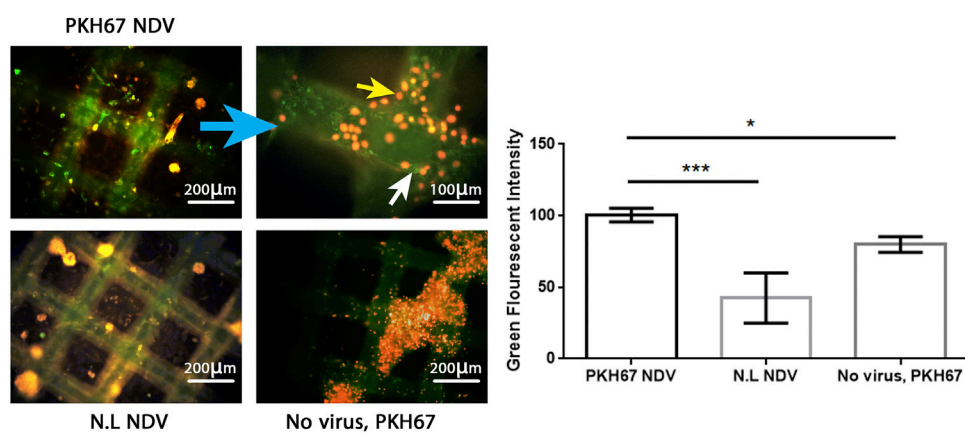 PKH67 NDV
200µm
100µm
200µm
200µm
N.L NDV
No virus, PKH67
Green Flouresecent Intensity
150
100
50
0
*
***
PKH67 NDV
N.L NDV
No virus, PKH67